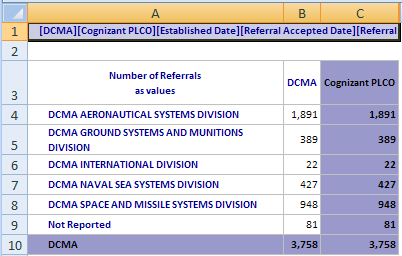 A B C
1 [DCMA][Cognizant PLCO][Established Date][Referral Accepted Date][Referral
2
Number of Referrals
3 as values DCMA Cognizant PLCO
4 DCMA AERONAUTICAL SYSTEMS DIVISION 1,891 1,891
DCMA GROUND SYSTEMS AND MUNITIONS
5 DIVISION 389 389
6 DCMA INTERNATIONAL DIVISION 22 22
7 DCMA NAVAL SEA SYSTEMS DIVISION 427 427
8 DCMA SPACE AND MISSILE SYSTEMS DIVISION 948 948
9 Not Reported 81 81
10 DCMA 3,758 3,758